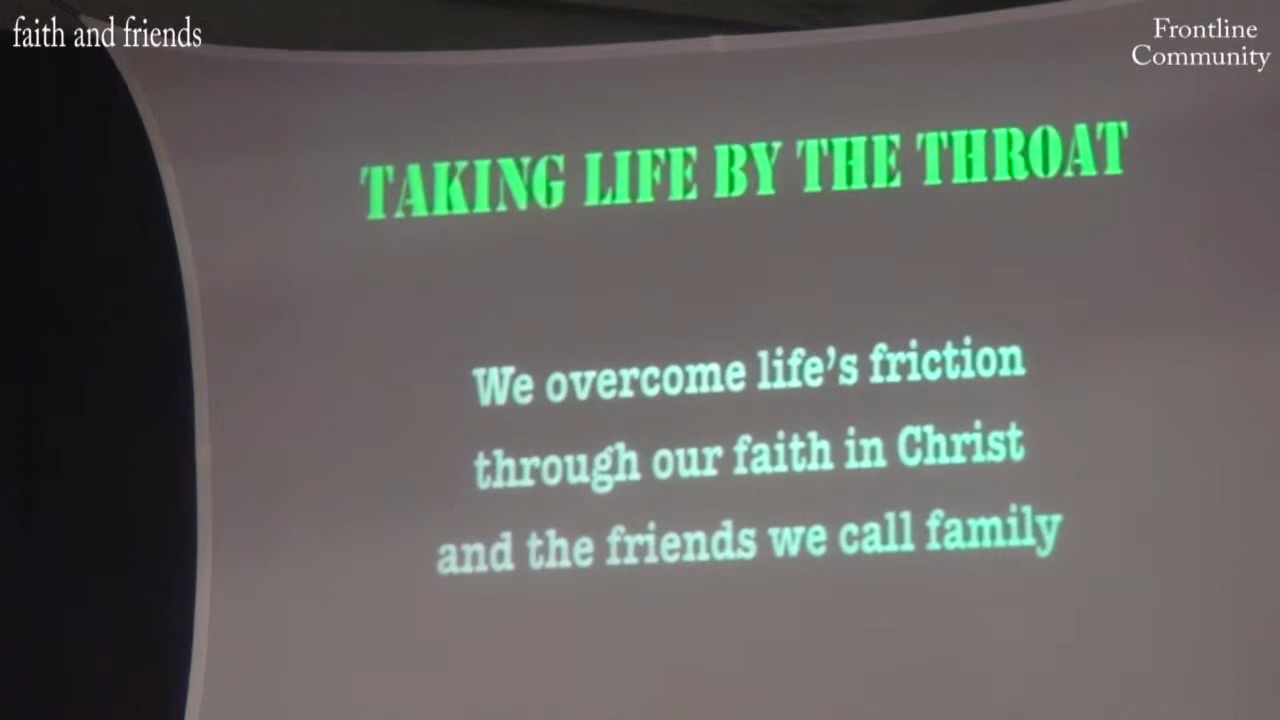 faith and friends
Frontline
Community
TAKING LIFE BY THE THROAT
We overcome life's friction
through our faith in Christ
and the friends we call family